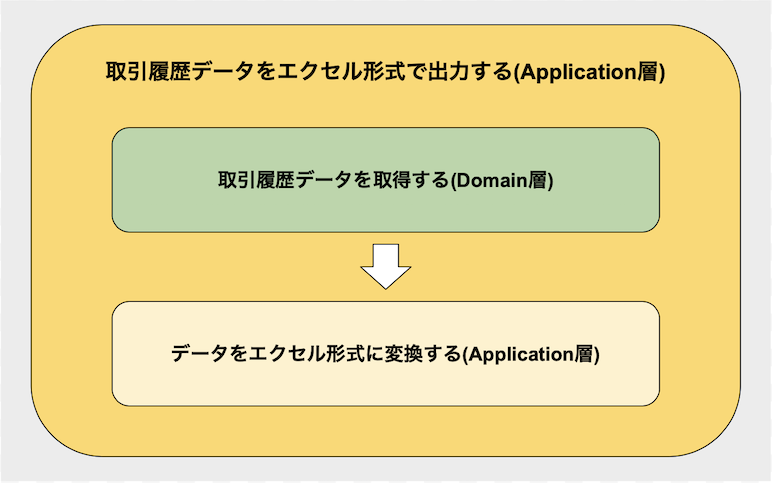 取引履歴データをエクセル形式で出力する(Application層)
取引履歴データを取得する(Domain層)
データをエクセル形式に変換する(Application層)